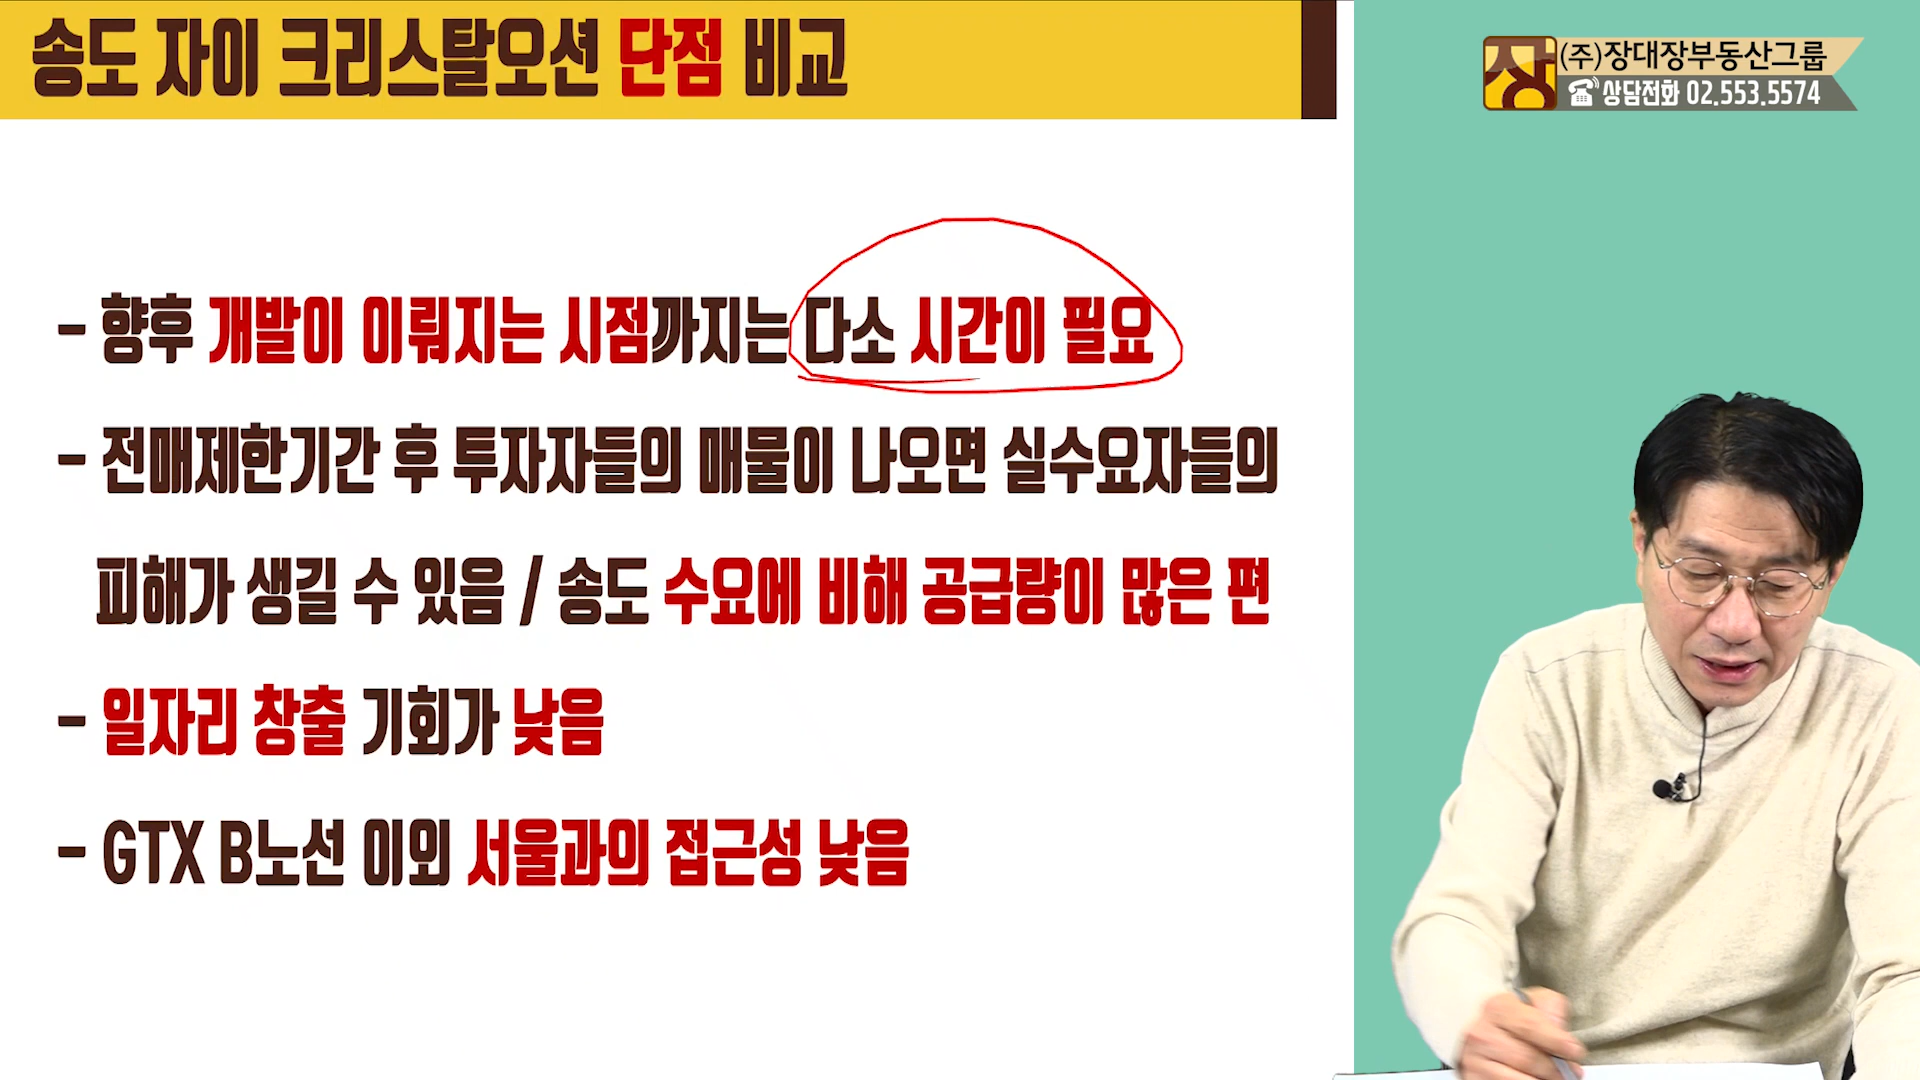 송도 자이 크리스탈오션 단점 비교
장
(주)장대장부동산그룹
상담전화 02.553.5574
- 향후 개발이 이뤄지는 시점까지는 다소 시간이 필요
- 전매제한기간 후 투자자들의 매물이 나오면 실수요자들의
피해가 생길 수 있음 / 송도 수요에 비해 공급량이 많은 편
- 일자리 창출 기회가 낮음
- GTX B노선 이외 서울과의 접근성 낮음